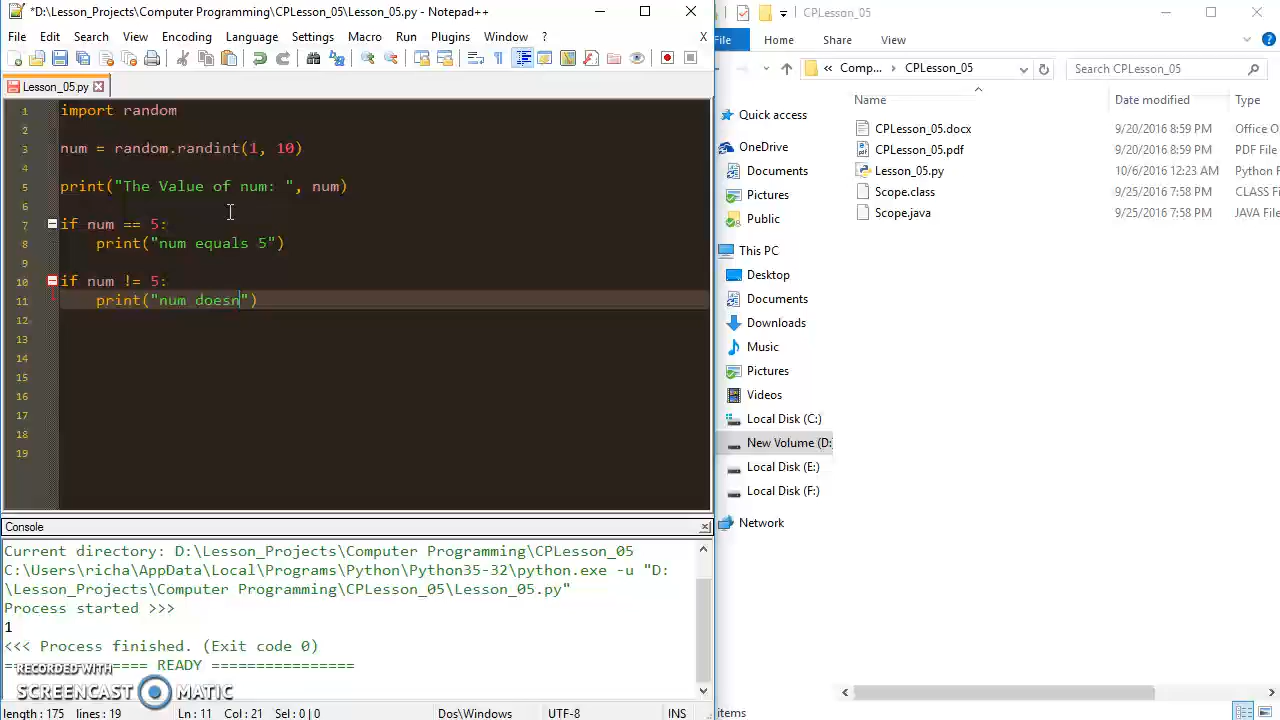 *D:\Lesson_Projects\Computer Programming\CPLesson_05\Lesson_05.py - Notepad++
File Edit Search View Encoding Language Settings Macro Run Plugins Window ? X
Lesson_05.py
1 import random
2
3 num = random.randint(1, 10)
4
5 print("The Value of num: ", num)
6
7 if num == 5:
8 print("num equals 5")
9
10 if num != 5:
11 print("num doesn")
12
13
14
15
16
17
18
19
Console
Current directory: D:\Lesson_Projects\Computer Programming\CPLesson_05
C:\Users\richa\AppData\Local\Programs\Python\Python35-32\python.exe -u "D:
\Lesson_Projects\Computer Programming\CPLesson_05\Lesson_05.py"
Process started >>>
1
<<< Process finished. (Exit code 0)
==== READY ================
RECORDED WITH
SCREENCAST MATIC
length : 175 lines : 19 Ln : 11 Col : 21 Sel : 0 | 0 Dos\Windows UTF-8 INS
CPLesson_05
File Home Share View
« Comp... > CPLesson_05 Search CPLesson_05
Name Date modified Type
CPLesson_05.docx 9/20/2016 8:59 PM Office O
CPLesson_05.pdf 9/20/2016 8:59 PM PDF File
Lesson_05.py 10/6/2016 12:23 AM Python F
Scope.class 9/25/2016 7:58 PM CLASS Fi
Scope.java 9/25/2016 7:58 PM JAVA File
Quick access
OneDrive
Documents
Pictures
Public
This PC
Desktop
Documents
Downloads
Music
Pictures
Videos
Local Disk (C:)
New Volume (D:
Local Disk (E:)
Local Disk (F:)
Network
items